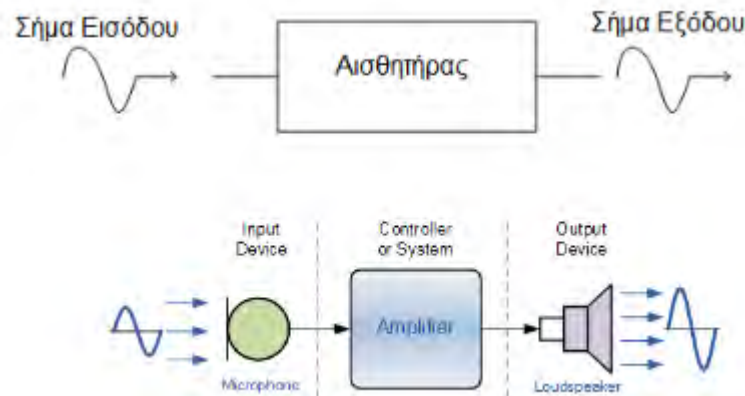 Σήμα Εισόδου
Σήμα Εξόδου
Αισθητήρας
Input
Device
Controller
or System
Output
Device
Amplifier
Microphone
Loudspeaker